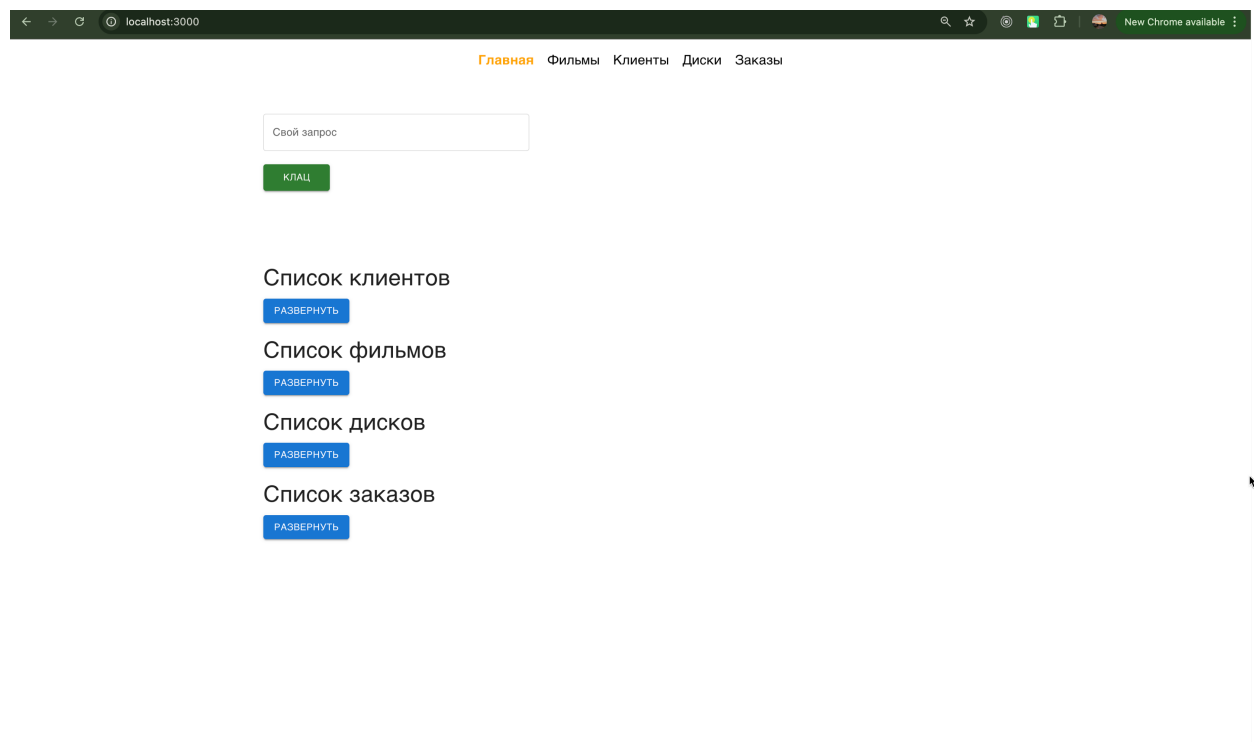 localhost:3000
New Chrome available
Главная Фильмы Клиенты Диски Заказы
Свой запрос
КЛАЦ
Список клиентов
РАЗВЕРНУТЬ
Список фильмов
РАЗВЕРНУТЬ
Список дисков
РАЗВЕРНУТЬ
Список заказов
РАЗВЕРНУТЬ